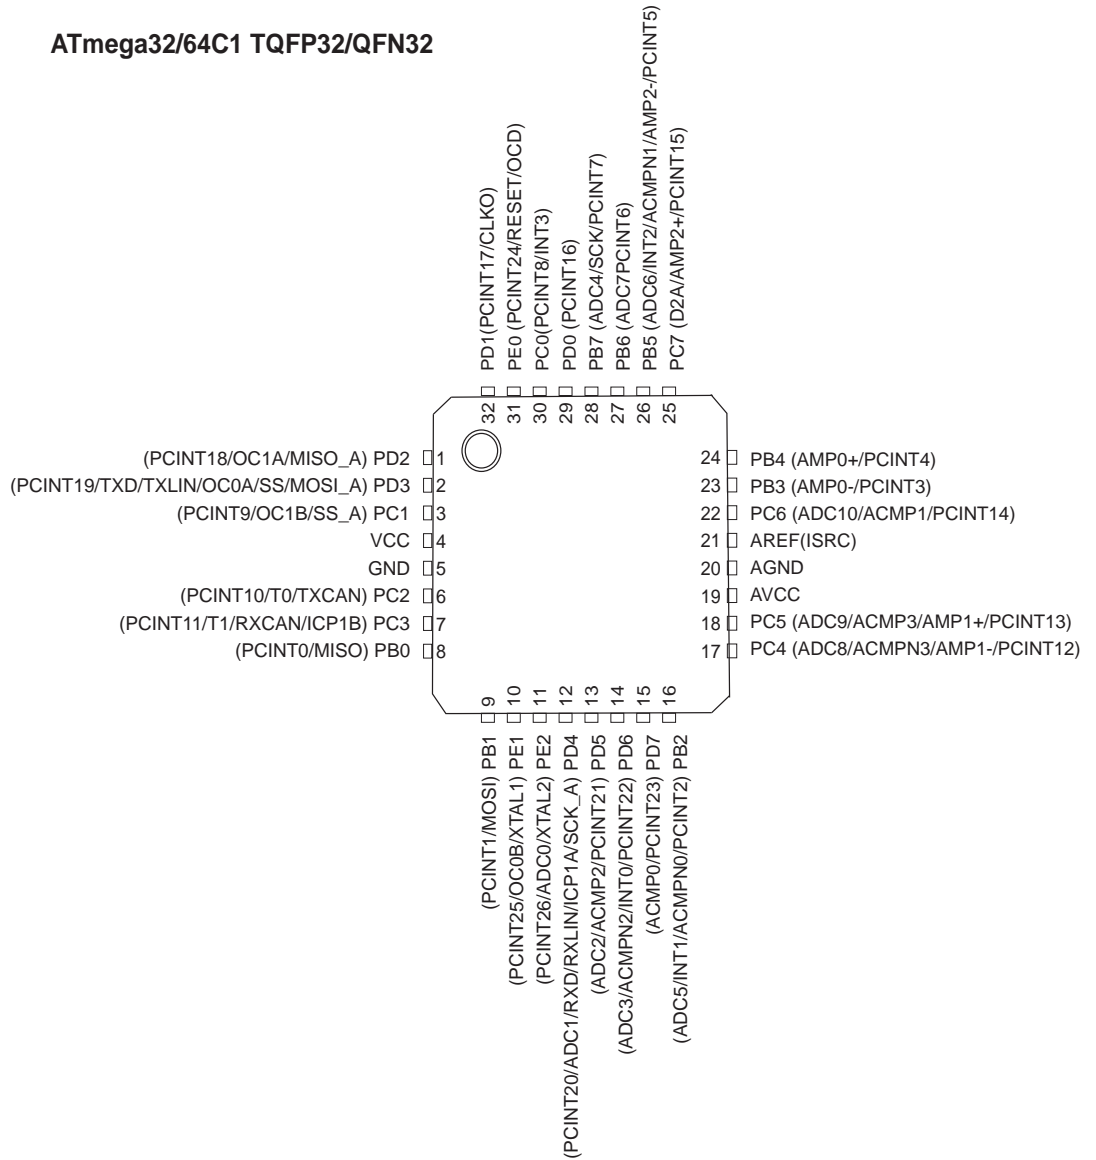 ATmega32/64C1 TQFP32/QFN32
PD1(PCINT17/CLKO)
PE0 (PCINT24/RESET/OCD)
PC0(PCINT8/INT3)
PD0 (PCINT16)
PB7 (ADC4/SCK/PCINT7)
PB6 (ADC7PCINT6)
PB5 (ADC6/INT2/ACMPN1/AMP2-/PCINT5)
PC7 (D2A/AMP2+/PCINT15)
32
31
30
29
28
27
26
25
(PCINT18/OC1A/MISO_A) PD2 1
(PCINT19/TXD/TXLIN/OC0A/SS/MOSI_A) PD3 2
(PCINT9/OC1B/SS_A) PC1 3
VCC 4
GND 5
(PCINT10/T0/TXCAN) PC2 6
(PCINT11/T1/RXCAN/ICP1B) PC3 7
(PCINT0/MISO) PB0 8
24 PB4 (AMP0+/PCINT4)
23 PB3 (AMP0-/PCINT3)
22 PC6 (ADC10/ACMP1/PCINT14)
21 AREF(ISRC)
20 AGND
19 AVCC
18 PC5 (ADC9/ACMP3/AMP1+/PCINT13)
17 PC4 (ADC8/ACMPN3/AMP1-/PCINT12)
9
10
11
12
13
14
15
16
(PCINT1/MOSI) PB1
(PCINT25/OC0B/XTAL1) PE1
(PCINT26/ADC0/XTAL2) PE2
(PCINT20/ADC1/RXD/RXLIN/ICP1A/SCK_A) PD4
(ADC2/ACMP2/PCINT21) PD5
(ADC3/ACMPN2/INT0/PCINT22) PD6
(ACMP0/PCINT23) PD7
(ADC5/INT1/ACMPN0/PCINT2) PB2